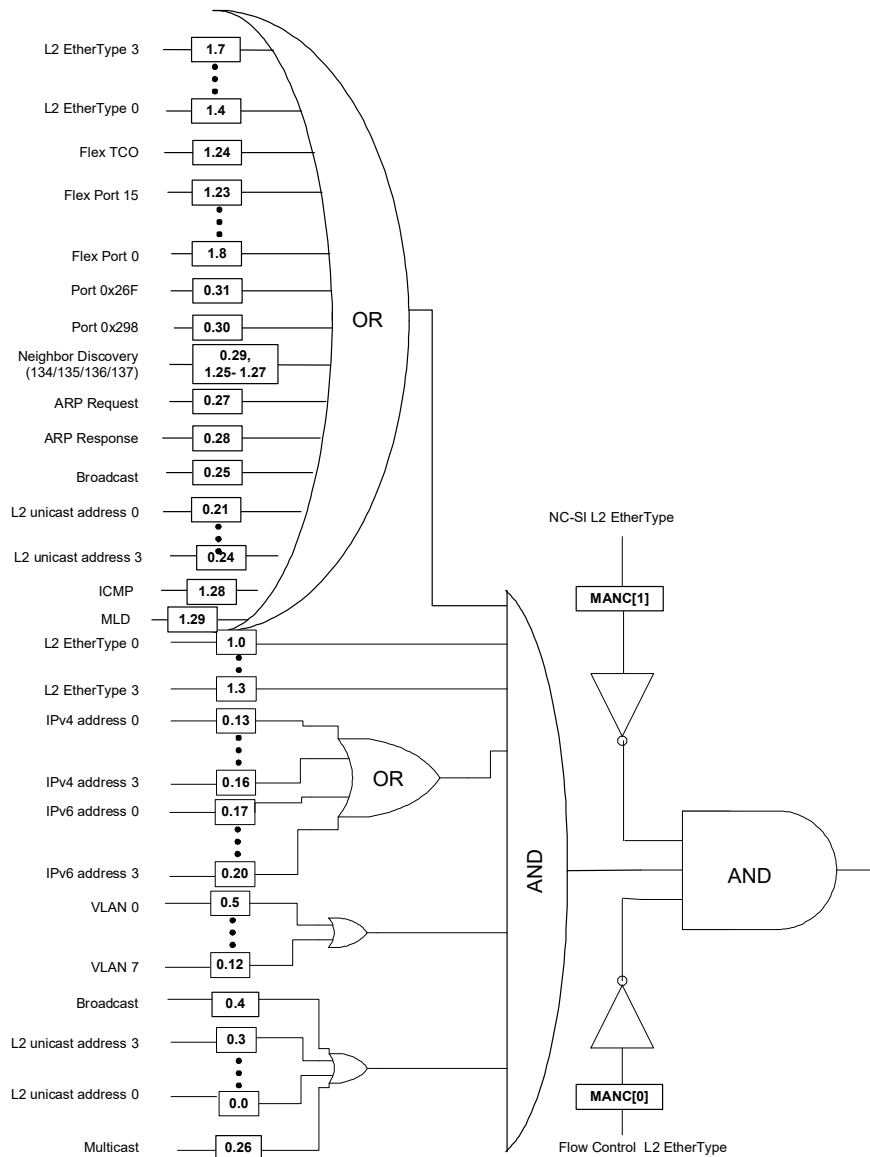 L2 EtherType 3 1.7
L2 EtherType 0 1.4
Flex TCO 1.24
Flex Port 15 1.23
Flex Port 0 1.8
Port 0x26F 0.31
Port 0x298 0.30
Neighbor Discovery 0.29,
(134/135/136/137) 1.25- 1.27
ARP Request 0.27
ARP Response 0.28
Broadcast 0.25
L2 unicast address 0 0.21
L2 unicast address 3 0.24
ICMP 1.28
MLD 1.29
OR
L2 EtherType 0 1.0
L2 EtherType 3 1.3
IPv4 address 0 0.13
IPv4 address 3 0.16
IPv6 address 0 0.17
IPv6 address 3 0.20
OR
VLAN 0 0.5
VLAN 7 0.12
Broadcast 0.4
L2 unicast address 3 0.3
L2 unicast address 0 0.0
Multicast 0.26
AND
NC-SI L2 EtherType
MANC[1]
AND
MANC[0]
Flow Control L2 EtherType